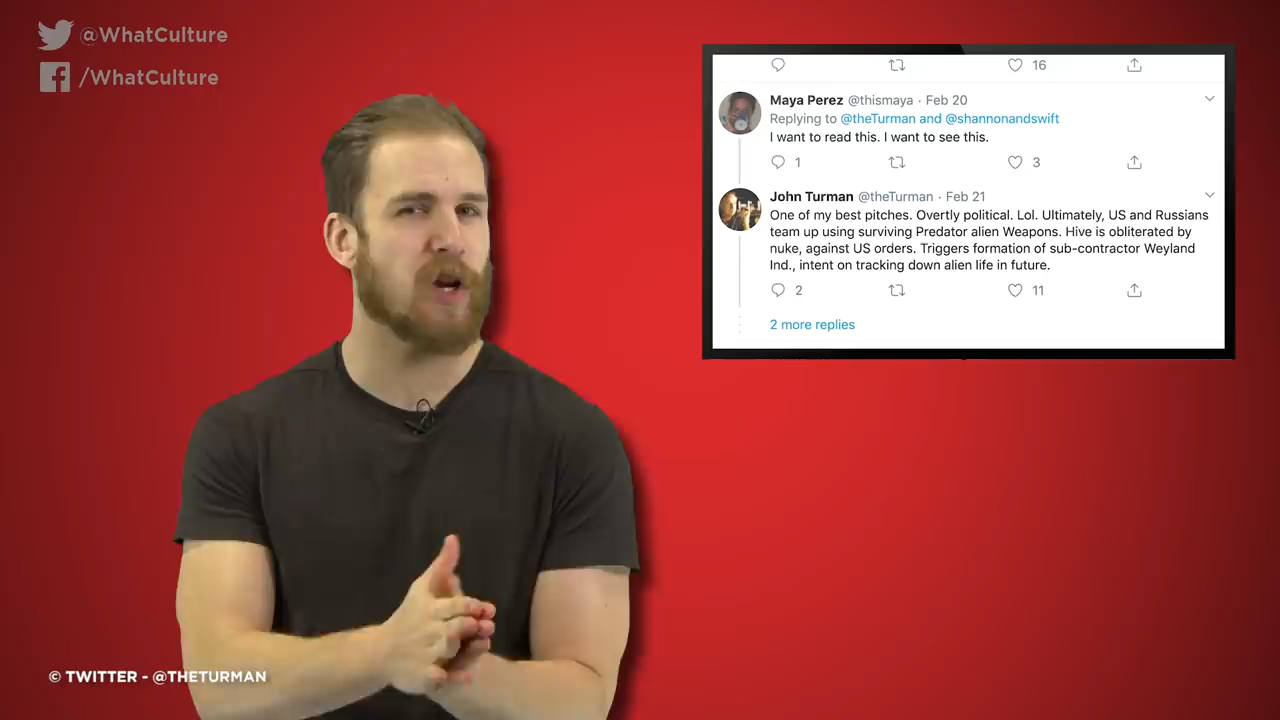 @WhatCulture
/WhatCulture
16
Maya Perez @thismaya · Feb 20
Replying to @theTurman and @shannonandswift
I want to read this. I want to see this.
1 3
John Turman @theTurman · Feb 21
One of my best pitches. Overtly political. Lol. Ultimately, US and Russians
team up using surviving Predator alien Weapons. Hive is obliterated by
nuke, against US orders. Triggers formation of sub-contractor Weyland
Ind., intent on tracking down alien life in future.
2 11
2 more replies
© TWITTER - @THETURMAN